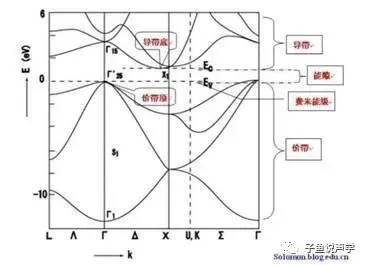 6
E (eV)
0
-10
Γ15
Γ'25
S1
Γ1
导带底
X1
EC
EV
价带顶
导带
能隙
费米能级
价带
L Λ Γ Δ X U,K Σ Γ
k
子鱼说声学
Solomon.blog.edu.cn